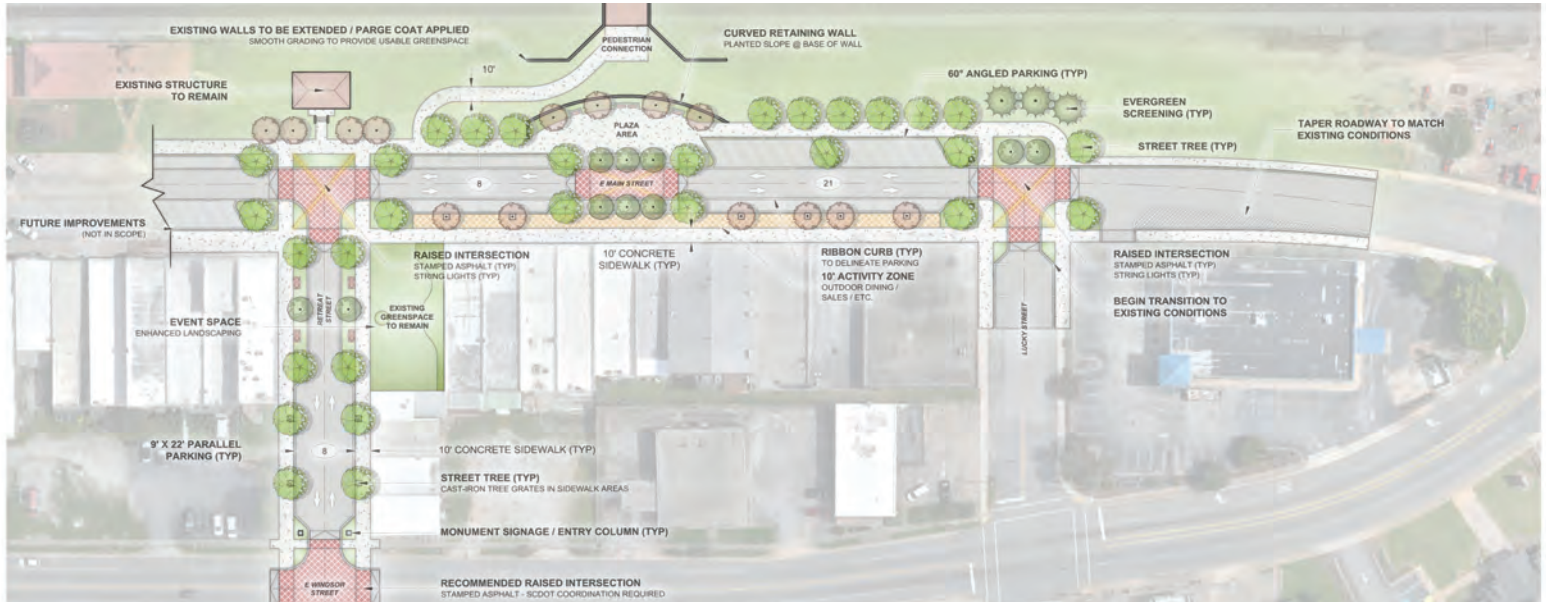 EXISTING WALLS TO BE EXTENDED / PARGE COAT APPLIED
SMOOTH GRADING TO PROVIDE USABLE GREENSPACE
PEDESTRIAN
CONNECTION
CURVED RETAINING WALL
PLANTED SLOPE @ BASE OF WALL
10'
60° ANGLED PARKING (TYP)
EXISTING STRUCTURE
TO REMAIN
EVERGREEN
SCREENING (TYP)
PLAZA
AREA
TAPER ROADWAY TO MATCH
EXISTING CONDITIONS
STREET TREE (TYP)
8
E MAIN STREET
21
FUTURE IMPROVEMENTS
(NOT IN SCOPE)
RAISED INTERSECTION
STAMPED ASPHALT (TYP)
STRING LIGHTS (TYP)
10' CONCRETE
SIDEWALK (TYP)
RIBBON CURB (TYP)
TO DELINEATE PARKING
10' ACTIVITY ZONE
OUTDOOR DINING /
SALES / ETC.
RAISED INTERSECTION
STAMPED ASPHALT (TYP)
STRING LIGHTS (TYP)
BEGIN TRANSITION TO
EXISTING CONDITIONS
RETREAT
STREET
EXISTING
GREENSPACE
TO REMAIN
EVENT SPACE
ENHANCED LANDSCAPING
LUCKY STREET
9' X 22' PARALLEL
PARKING (TYP)
8
10' CONCRETE SIDEWALK (TYP)
STREET TREE (TYP)
CAST-IRON TREE GRATES IN SIDEWALK AREAS
MONUMENT SIGNAGE / ENTRY COLUMN (TYP)
E WINDSOR
STREET
RECOMMENDED RAISED INTERSECTION
STAMPED ASPHALT - SCDOT COORDINATION REQUIRED